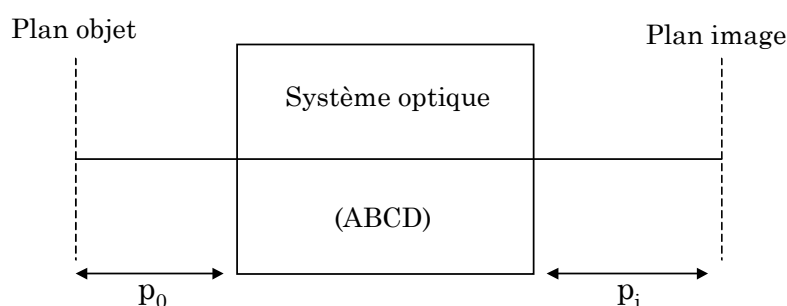 Plan objet
Plan image
Système optique
(ABCD)
p₀
pᵢ